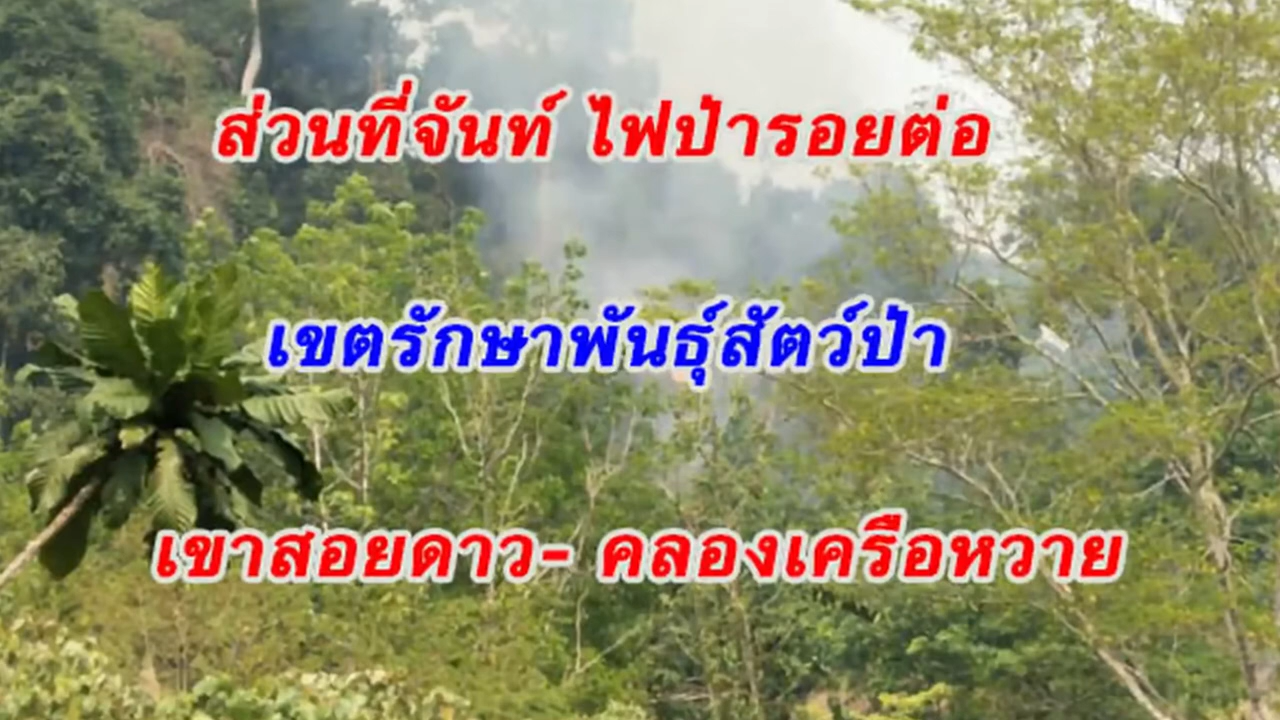 ส่วนที่จันท์ ไฟป่ารอยต่อ
เขตรักษาพันธุ์สัตว์ป่า
เขาสอยดาว- คลองเครือหวาย